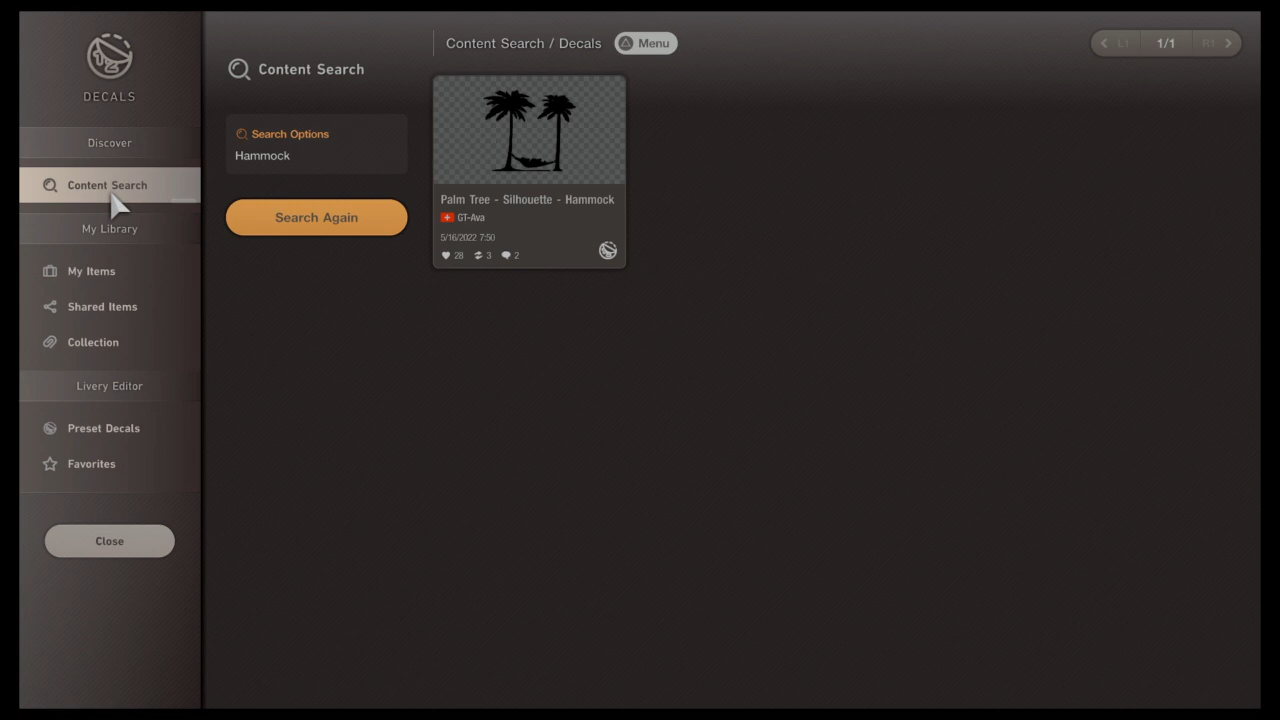 DECALS
Discover
Content Search
My Library
My Items
Shared Items
Collection
Livery Editor
Preset Decals
Favorites
Close
Content Search
Search Options
Hammock
Search Again
Content Search / Decals
Menu
L1 1/1 R1
Palm Tree - Silhouette - Hammock
GT-Ava
5/16/2022 7:50
28 3 2